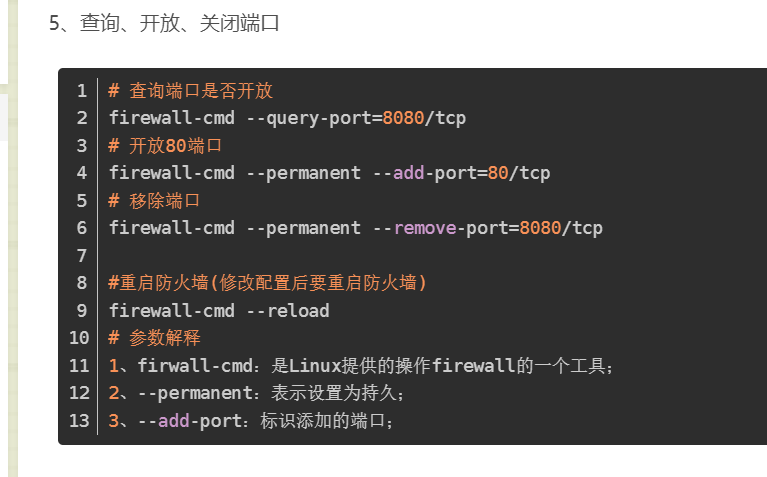 5、查询、开放、关闭端口
1 # 查询端口是否开放
2 firewall-cmd --query-port=8080/tcp
3 # 开放80端口
4 firewall-cmd --permanent --add-port=80/tcp
5 # 移除端口
6 firewall-cmd --permanent --remove-port=8080/tcp
7
8 #重启防火墙(修改配置后要重启防火墙)
9 firewall-cmd --reload
10 # 参数解释
11 1、firwall-cmd：是Linux提供的操作firewall的一个工具；
12 2、--permanent：表示设置为持久；
13 3、--add-port：标识添加的端口；